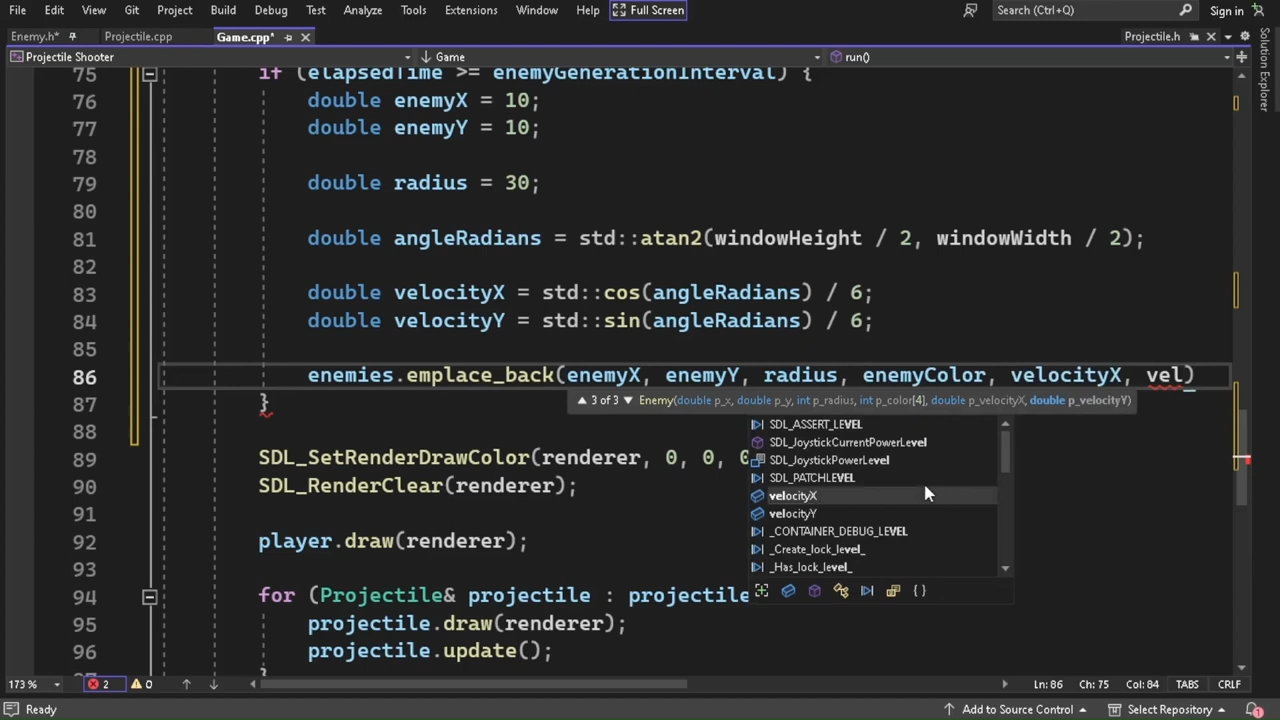 File Edit View Git Project Build Debug Test Analyze Tools Extensions Window Help Full Screen Search (Ctrl+Q) Sign in
Enemy.h* Projectile.cpp Game.cpp* Projectile.h
Projectile Shooter Game run()
Solution Explorer
75 if (elapsedTime >= enemyGenerationInterval) {
76 double enemyX = 10;
77 double enemyY = 10;
78
79 double radius = 30;
80
81 double angleRadians = std::atan2(windowHeight / 2, windowWidth / 2);
82
83 double velocityX = std::cos(angleRadians) / 6;
84 double velocityY = std::sin(angleRadians) / 6;
85
86 enemies.emplace_back(enemyX, enemyY, radius, enemyColor, velocityX, vel)
87 }
3 of 3 Enemy(double p_x, double p_y, int p_radius, int p_color[4], double p_velocityX, double p_velocityY)
SDL_ASSERT_LEVEL
SDL_JoystickCurrentPowerLevel
SDL_JoystickPowerLevel
SDL_PATCHLEVEL
velocityX
velocityY
_CONTAINER_DEBUG_LEVEL
_Create_lock_level_
_Has_lock_level_
88
89 SDL_SetRenderDrawColor(renderer, 0, 0, 0
90 SDL_RenderClear(renderer);
91
92 player.draw(renderer);
93
94 for (Projectile& projectile : projectile
95 projectile.draw(renderer);
96 projectile.update();
97 }
173 % 2 0 Ln: 86 Ch: 75 Col: 84 TABS CRLF
Ready Add to Source Control Select Repository 1